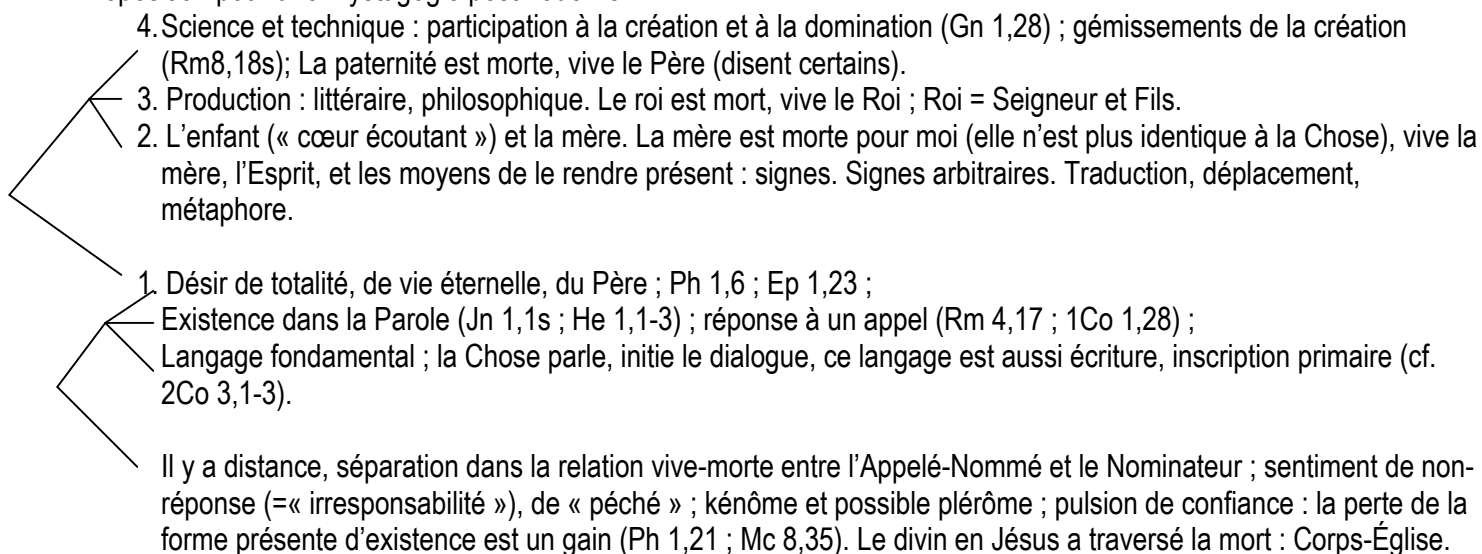 4. Science et technique : participation à la création et à la domination (Gn 1,28) ; gémissements de la création
(Rm8,18s); La paternité est morte, vive le Père (disent certains).
3. Production : littéraire, philosophique. Le roi est mort, vive le Roi ; Roi = Seigneur et Fils.
2. L'enfant (« cœur écoutant ») et la mère. La mère est morte pour moi (elle n'est plus identique à la Chose), vive la
mère, l'Esprit, et les moyens de le rendre présent : signes. Signes arbitraires. Traduction, déplacement,
métaphore.
1. Désir de totalité, de vie éternelle, du Père ; Ph 1,6 ; Ep 1,23 ;
Existence dans la Parole (Jn 1,1s ; He 1,1-3) ; réponse à un appel (Rm 4,17 ; 1Co 1,28) ;
Langage fondamental ; la Chose parle, initie le dialogue, ce langage est aussi écriture, inscription primaire (cf.
2Co 3,1-3).
Il y a distance, séparation dans la relation vive-morte entre l'Appelé-Nommé et le Nominateur ; sentiment de non-
réponse (=« irresponsabilité »), de « péché » ; kénôme et possible plérôme ; pulsion de confiance : la perte de la
forme présente d'existence est un gain (Ph 1,21 ; Mc 8,35). Le divin en Jésus a traversé la mort : Corps-Église.